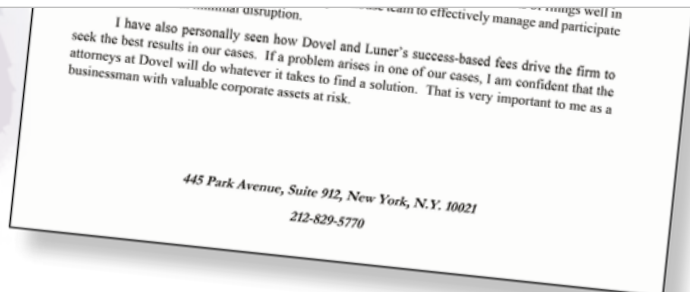 disruption.
to effectively manage and participate
well in
I have also personally seen how Dovel and Luner's success-based fees drive the firm to
seek the best results in our cases. If a problem arises in one of our cases, I am confident that the
attorneys at Dovel will do whatever it takes to find a solution. That is very important to me as a
businessman with valuable corporate assets at risk.
445 Park Avenue, Suite 912, New York, N.Y. 10021
212-829-5770